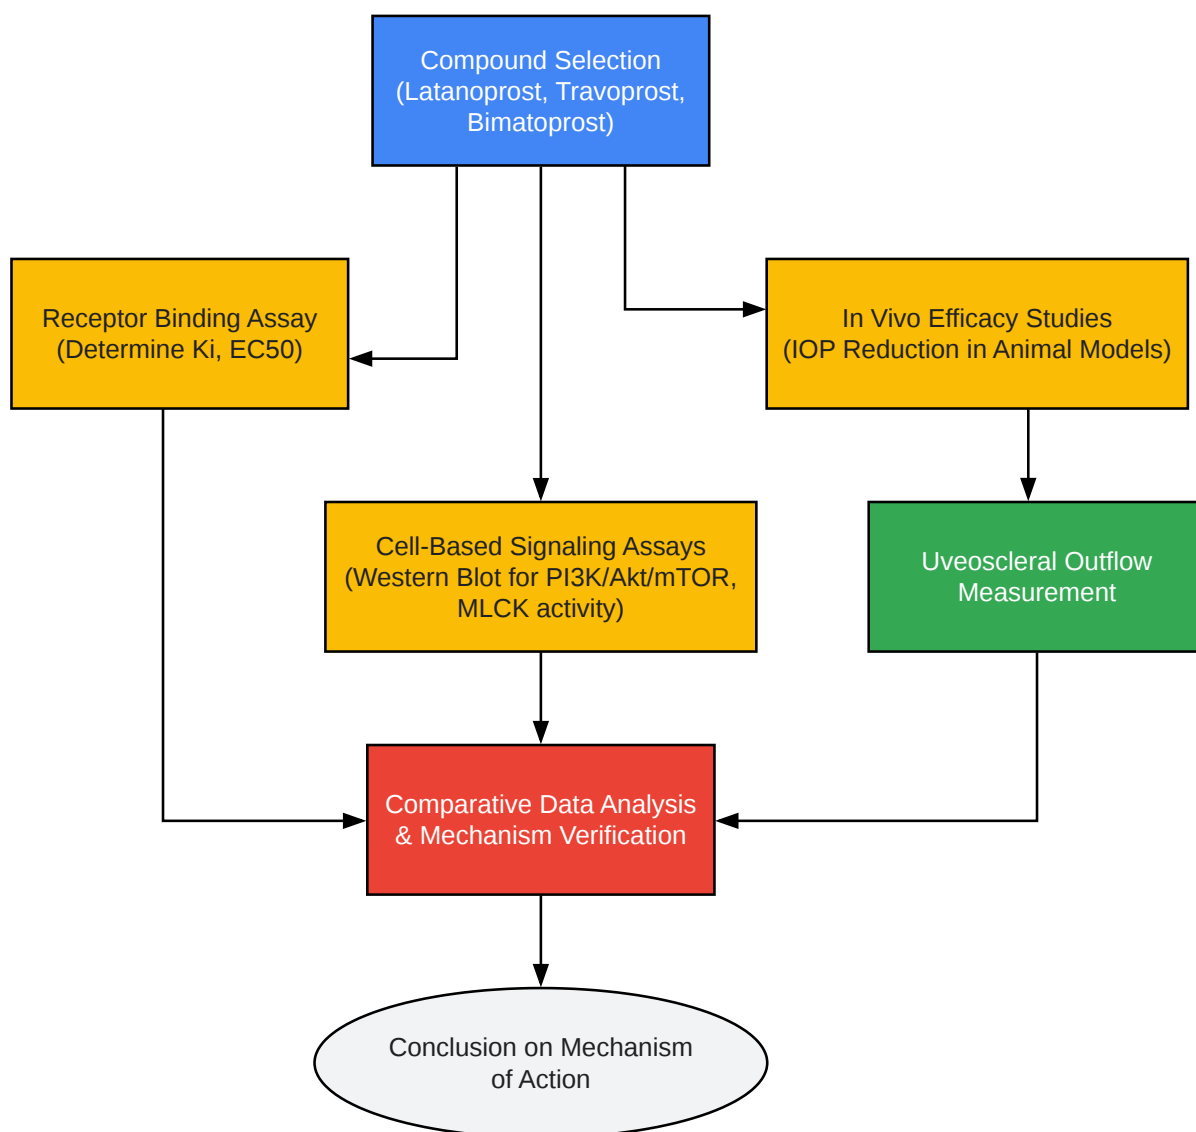 Compound Selection
(Latanoprost, Travoprost,
Bimatoprost)
Receptor Binding Assay
(Determine Ki, EC50)
In Vivo Efficacy Studies
(IOP Reduction in Animal Models)
Cell-Based Signaling Assays
(Western Blot for PI3K/Akt/mTOR,
MLCK activity)
Uveoscleral Outflow
Measurement
Comparative Data Analysis
& Mechanism Verification
Conclusion on Mechanism
of Action